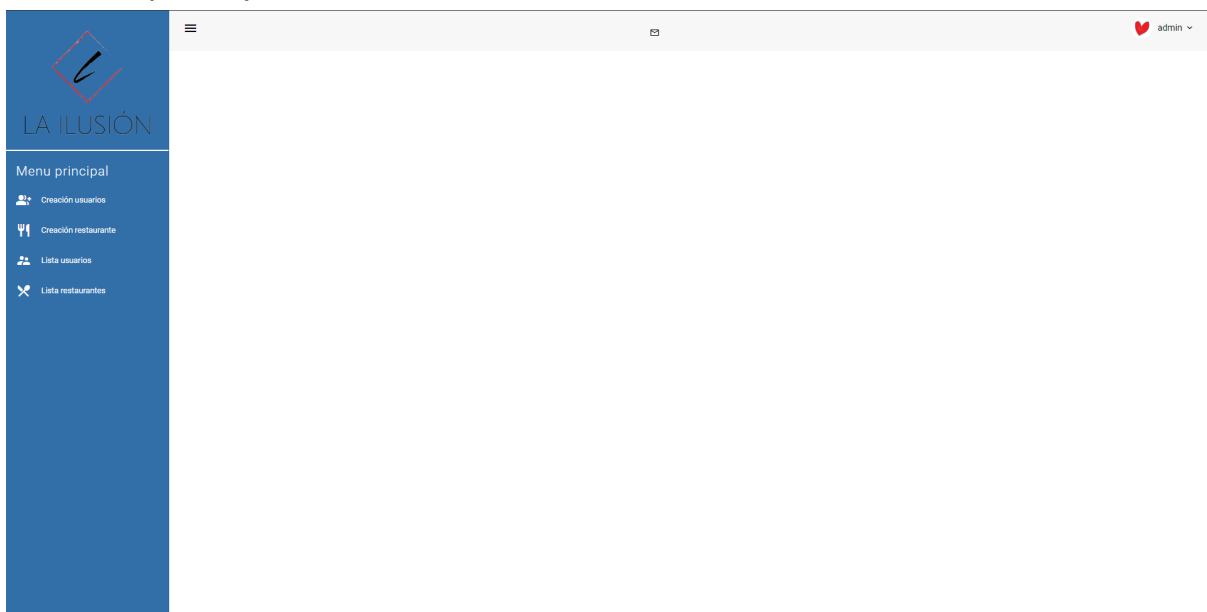 LA ILUSIÓN
admin
Menu principal
Creación usuarios
Creación restaurante
Lista usuarios
Lista restaurantes